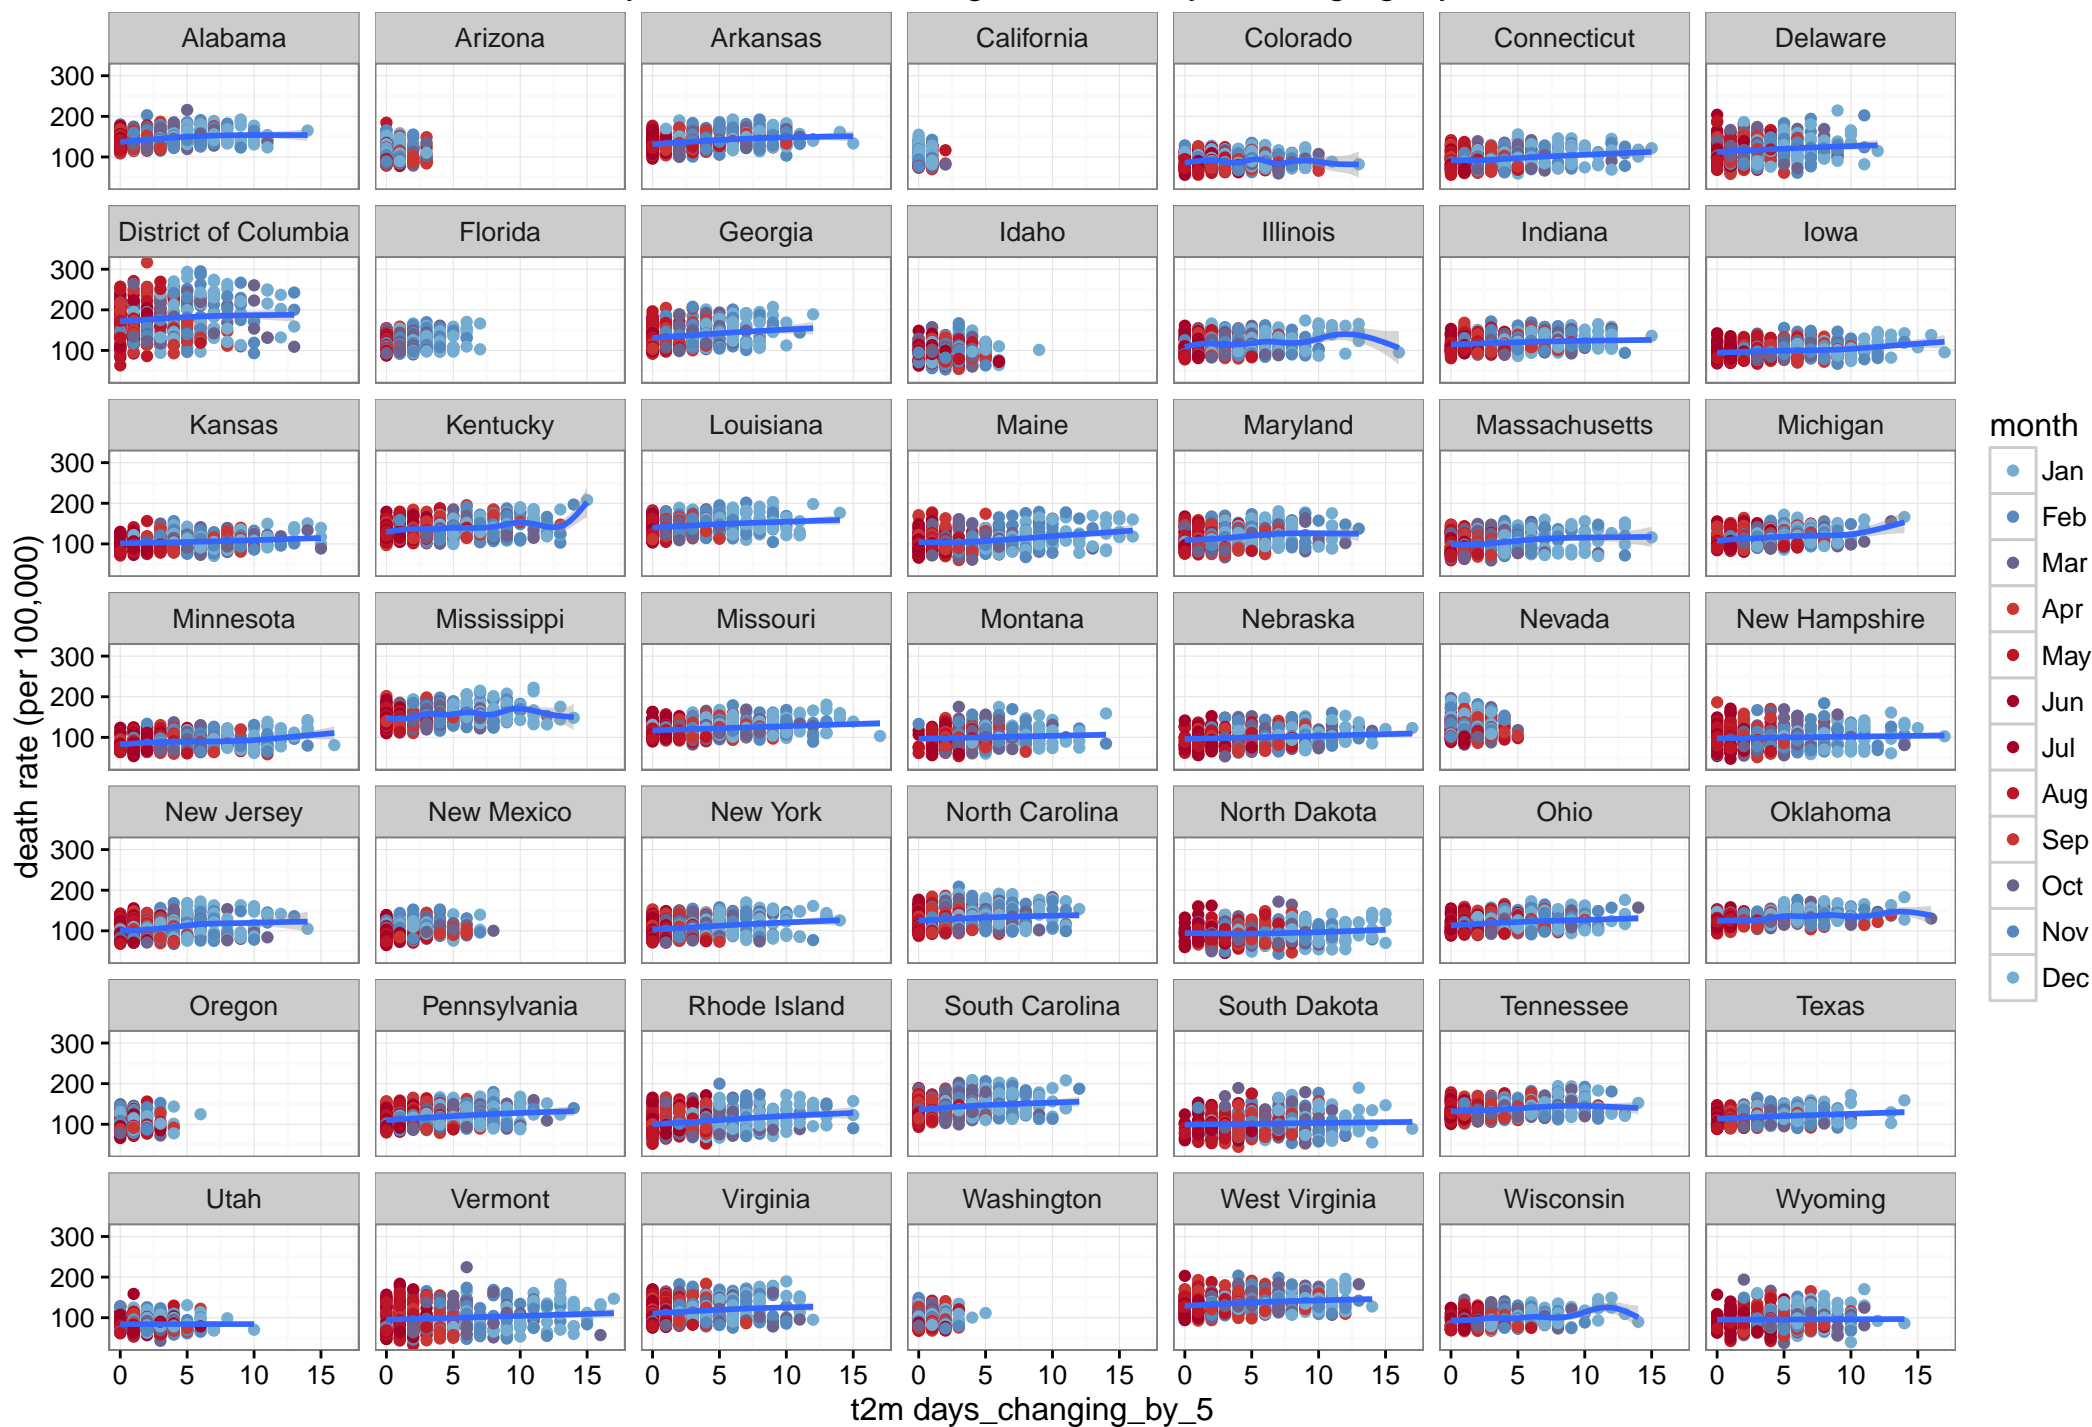 Alabama Arizona Arkansas California Colorado Connecticut Delaware
300
200
100
District of Columbia Florida Georgia Idaho Illinois Indiana Iowa
300
200
100
Kansas Kentucky Louisiana Maine Maryland Massachusetts Michigan
300
200
100
Minnesota Mississippi Missouri Montana Nebraska Nevada New Hampshire
300
200
100
New Jersey New Mexico New York North Carolina North Dakota Ohio Oklahoma
300
200
100
Oregon Pennsylvania Rhode Island South Carolina South Dakota Tennessee Texas
300
200
100
Utah Vermont Virginia Washington West Virginia Wisconsin Wyoming
300
200
100
0 5 10 15 0 5 10 15 0 5 10 15 0 5 10 15 0 5 10 15 0 5 10 15 0 5 10 15
t2m days_changing_by_5
death rate (per 100,000)
month
Jan
Feb
Mar
Apr
May
Jun
Jul
Aug
Sep
Oct
Nov
Dec